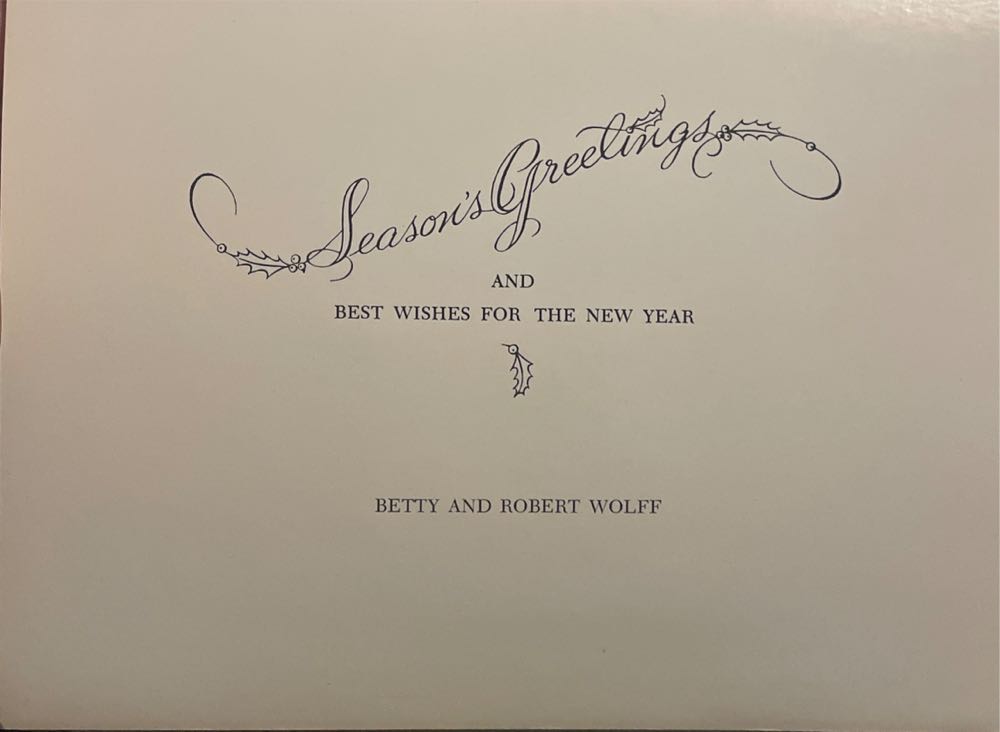 Season's Greetings
AND
BEST WISHES FOR THE NEW YEAR
BETTY AND ROBERT WOLFF